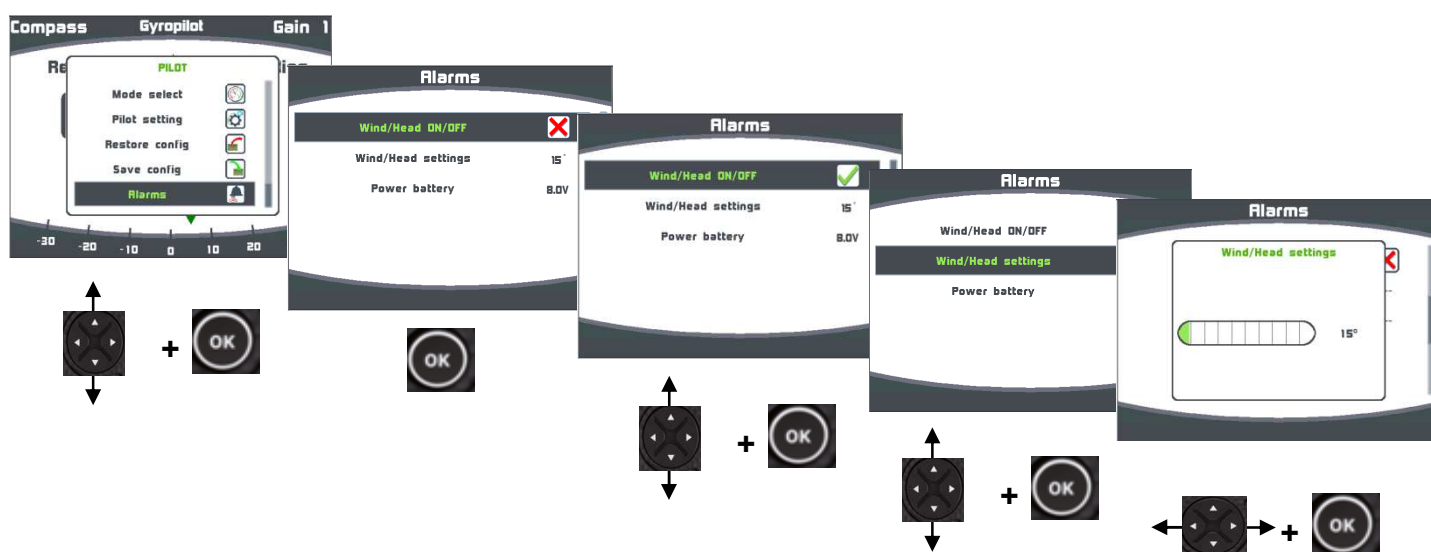 Compass Gyropilot Gain 1
Re
PILOT
Mode select
Pilot setting
Restore config
Save config
Alarms
-30 -20 -10 0 10 20
+ OK
Alarms
Wind/Head ON/OFF
Wind/Head settings 15°
Power battery 8.0V
OK
Alarms
Wind/Head ON/OFF
Wind/Head settings 15°
Power battery 8.0V
+ OK
Alarms
Wind/Head ON/OFF
Wind/Head settings
Power battery
+ OK
Alarms
Wind/Head settings
15°
+ OK